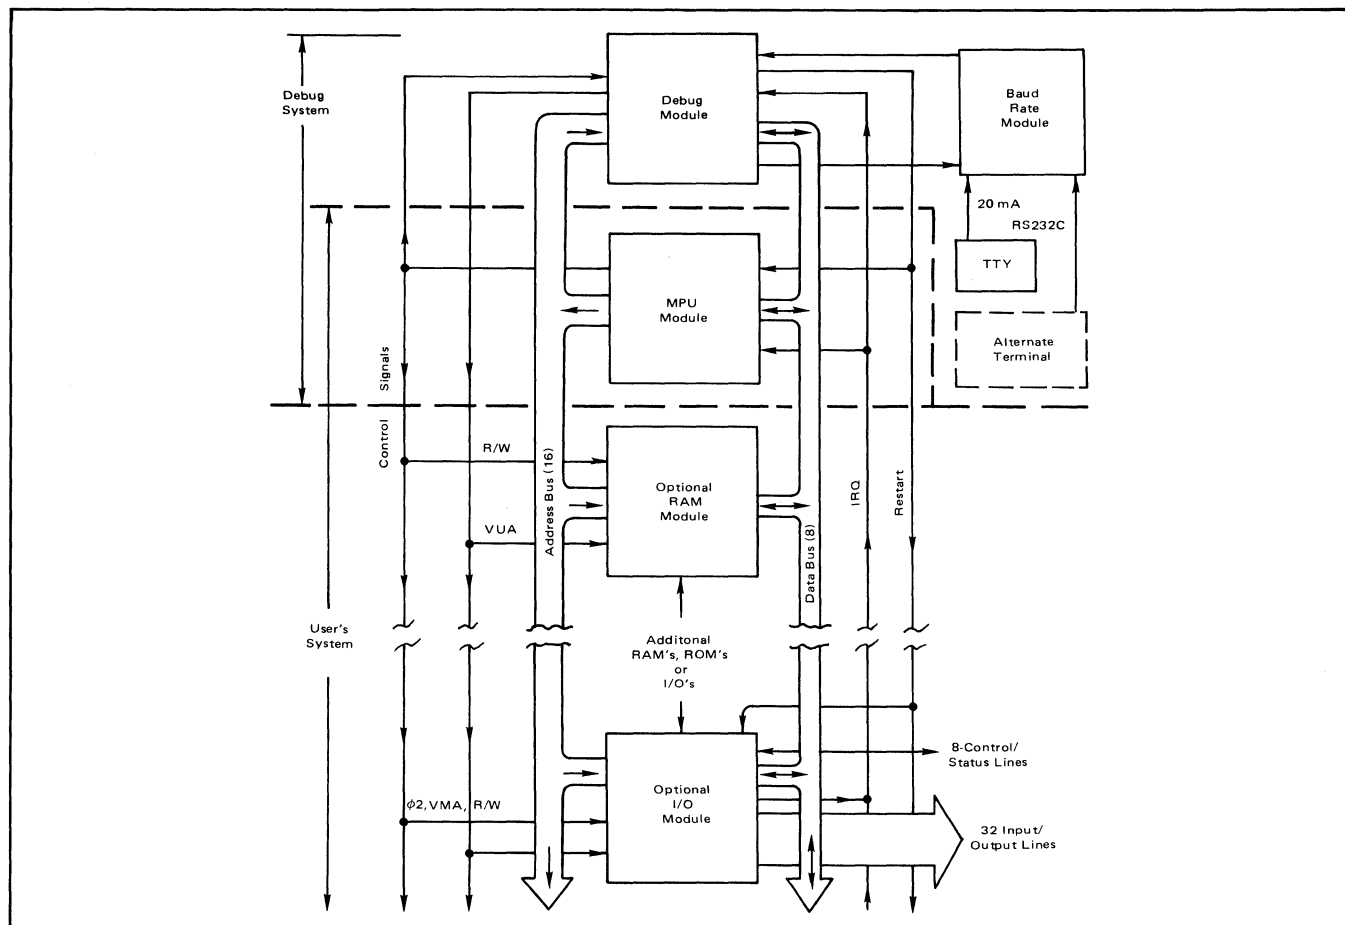 Debug
System
Debug
Module
Baud
Rate
Module
20 mA
RS232C
TTY
MPU
Module
Alternate
Terminal
Signals
Control
R/W
Address Bus (16)
Optional
RAM
Module
VUA
Data Bus (8)
IRQ
Restart
User's
System
Additonal
RAM's, ROM's
or
I/O's
8-Control/
Status Lines
Optional
I/O
Module
ϕ2, VMA, R/W
32 Input/
Output Lines